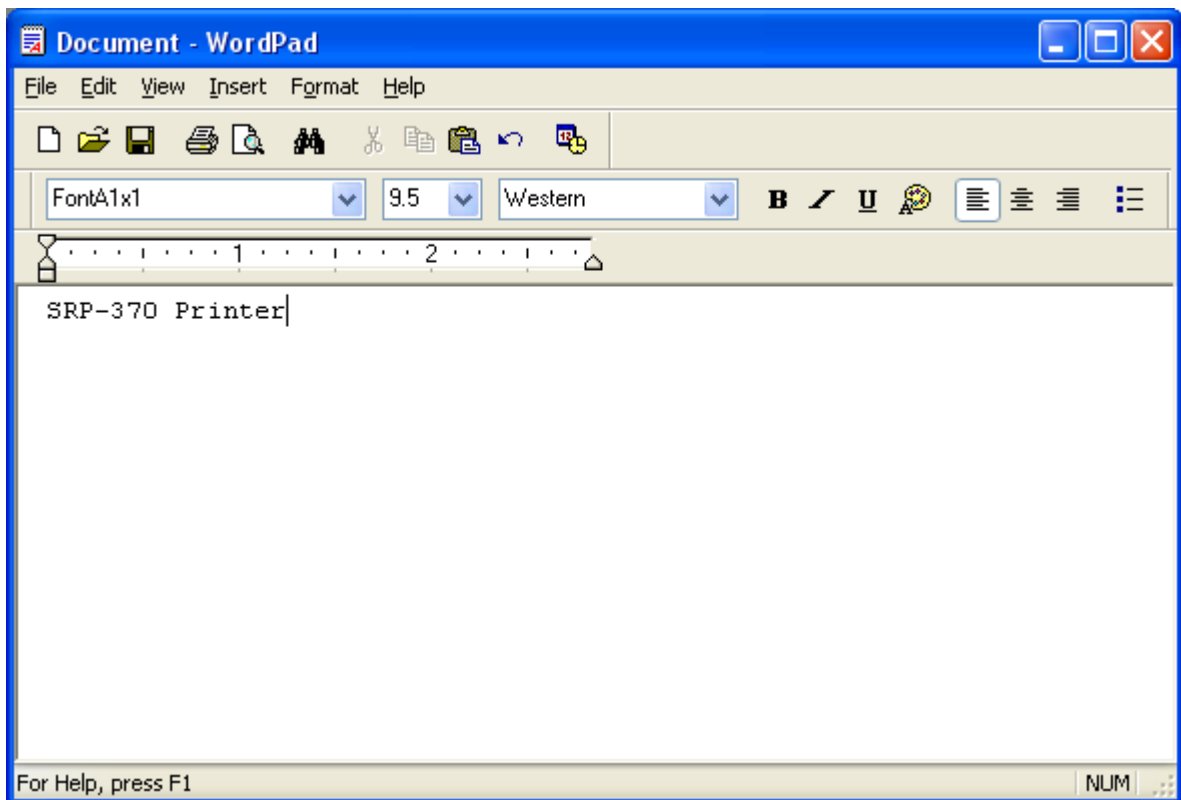 Document - WordPad
File Edit View Insert Format Help
FontA1x1 9.5 Western B / U
1 2
SRP-370 Printer
For Help, press F1 NUM